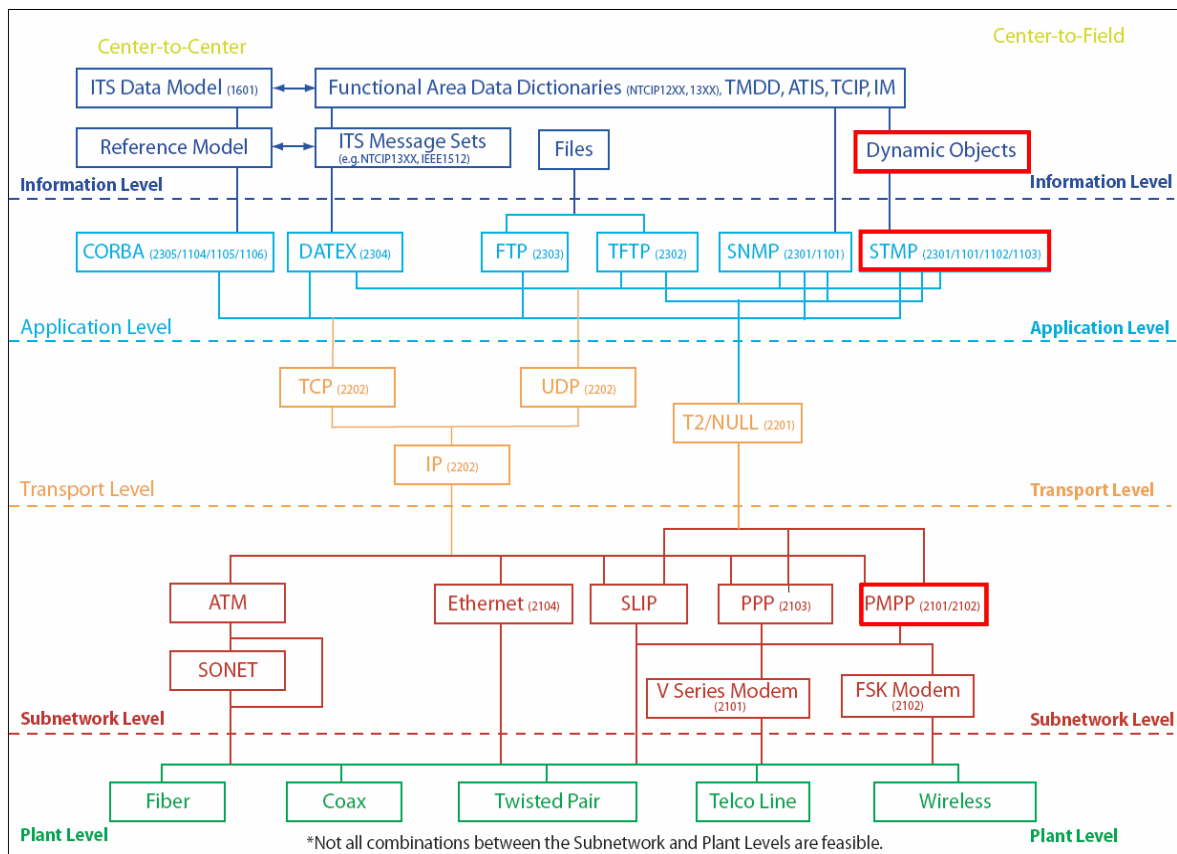 Center-to-Center
Center-to-Field
ITS Data Model (1601)
Functional Area Data Dictionaries (NTCIP12XX, 13XX), TMDD, ATIS, TCIP, IM
Reference Model
ITS Message Sets
(e.g. NTCIP13XX, IEEE1512)
Files
Dynamic Objects
Information Level
Information Level
CORBA (2305/1104/1105/1106)
DATEX (2304)
FTP (2303)
TFTP (2302)
SNMP (2301/1101)
STMP (2301/1101/1102/1103)
Application Level
Application Level
TCP (2202)
UDP (2202)
T2/NULL (2201)
IP (2202)
Transport Level
Transport Level
ATM
Ethernet (2104)
SLIP
PPP (2103)
PMPP (2101/2102)
SONET
V Series Modem
(2101)
FSK Modem
(2102)
Subnetwork Level
Subnetwork Level
Fiber
Coax
Twisted Pair
Telco Line
Wireless
Plant Level
*Not all combinations between the Subnetwork and Plant Levels are feasible.
Plant Level